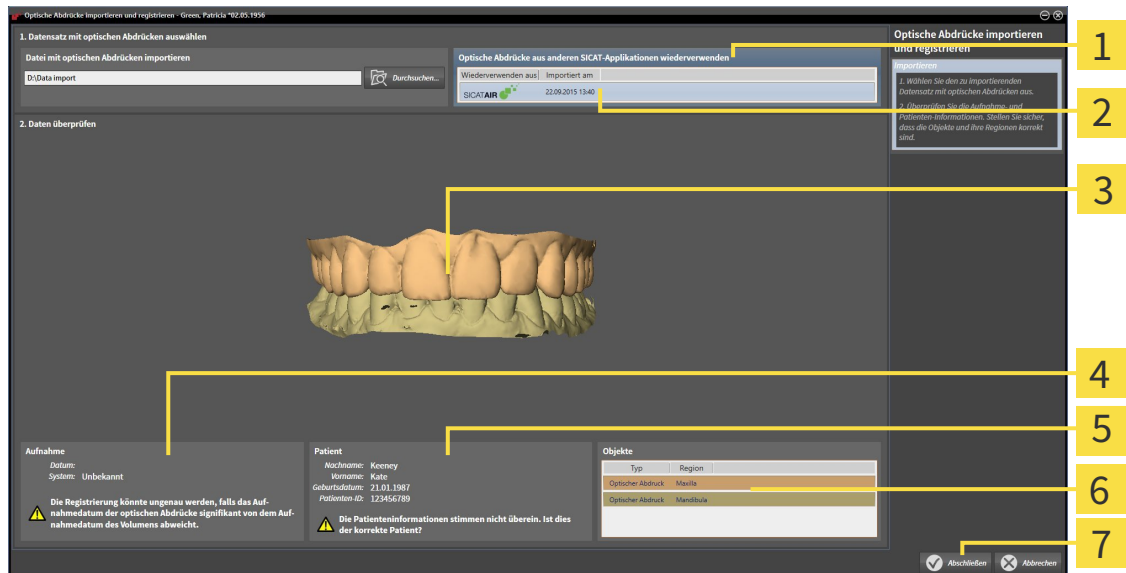 Optische Abdrücke importieren und registrieren - Green, Patricia *02.05.1956
1. Datensatz mit optischen Abdrücken auswählen
Datei mit optischen Abdrücken importieren
D:\Data import
Durchsuchen...
Optische Abdrücke aus anderen SICAT-Applikationen wiederverwenden
Wiederverwenden aus Importiert am
SICATAIR 22.09.2015 13:40
2. Daten überprüfen
Aufnahme
Datum:
System: Unbekannt
Die Registrierung könnte ungenau werden, falls das Auf-
nahmedatum der optischen Abdrücke signifikant von dem Auf-
nahmedatum des Volumens abweicht.
Patient
Nachname: Keeney
Vorname: Kate
Geburtsdatum: 21.01.1987
Patienten-ID: 123456789
Die Patienteninformationen stimmen nicht überein. Ist dies
der korrekte Patient?
Objekte
Typ Region
Optischer Abdruck Maxilla
Optischer Abdruck Mandibula
Optische Abdrücke importieren
und registrieren
Importieren
1. Wählen Sie den zu importierenden
Datensatz mit optischen Abdrücken aus.
2. Überprüfen Sie die Aufnahme- und
Patienten-Informationen. Stellen Sie sicher,
dass die Objekte und ihre Regionen korrekt
sind.
Abschließen
Abbrechen
1
2
3
4
5
6
7